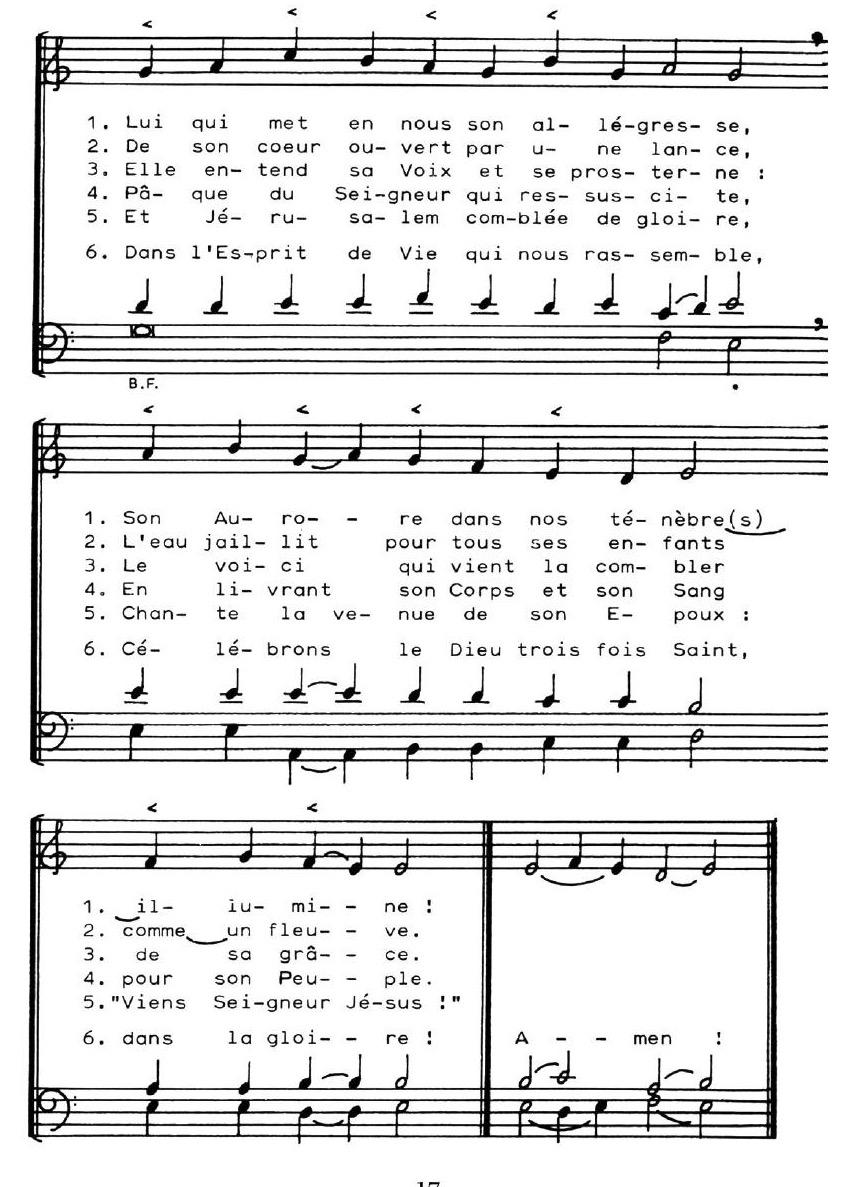 1. Lui qui met en nous son al- lé-gres- se,
2. De son coeur ou- vert par u- ne lan- ce,
3. Elle en- tend sa Voix et se pros- ter- ne :
4. Pâ- que du Sei-gneur qui res- sus- ci- te,
5. Et Jé- ru- sa- lem com-blée de gloi- re,
6. Dans l'Es-prit de Vie qui nous ras- sem- ble,
B.F.
1. Son Au- ro- - re dans nos té- nèbre(s)
2. L'eau jail- lit pour tous ses en- fants
3. Le voi- ci qui vient la com- bler
4. En li- vrant son Corps et son Sang
5. Chan- te la ve- nue de son E- poux :
6. Cé- lé- brons le Dieu trois fois Saint,
1. il- lu- mi- - ne !
2. comme un fleu- - ve.
3. de sa grâ- - ce.
4. pour son Peu- - ple.
5. "Viens Sei-gneur Jé-sus !"
6. dans la gloi- - re ! A - - men !
17